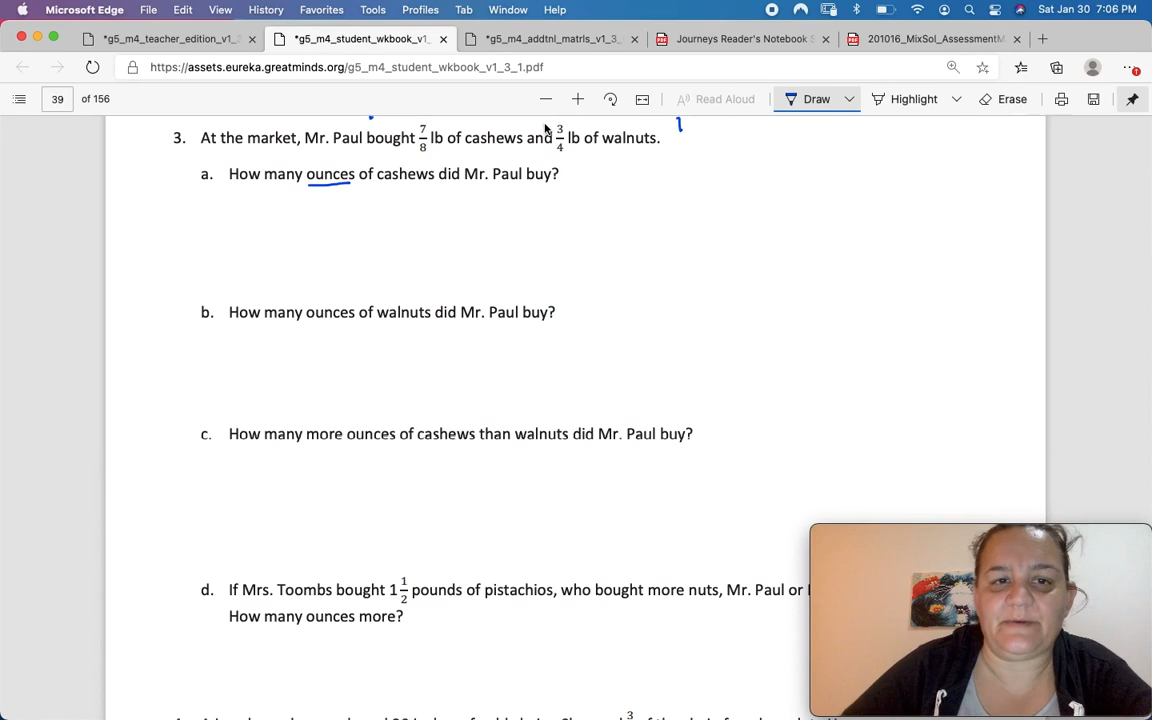 Microsoft Edge File Edit View History Favorites Tools Profiles Tab Window Help Sat Jan 30 7:06 PM
*g5_m4_teacher_edition_v1_ *g5_m4_student_wkbook_v1_ *g5_m4_addtnl_matrls_v1_3_ Journeys Reader's Notebook 201016_MixSol_Assessment
https://assets.eureka.greatminds.org/g5_m4_student_wkbook_v1_3_1.pdf
39 of 156 Read Aloud Draw Highlight Erase
3. At the market, Mr. Paul bought 7/8 lb of cashews and 3/4 lb of walnuts.
a. How many ounces of cashews did Mr. Paul buy?
b. How many ounces of walnuts did Mr. Paul buy?
c. How many more ounces of cashews than walnuts did Mr. Paul buy?
d. If Mrs. Toombs bought 1 1/2 pounds of pistachios, who bought more nuts, Mr. Paul or
How many ounces more?